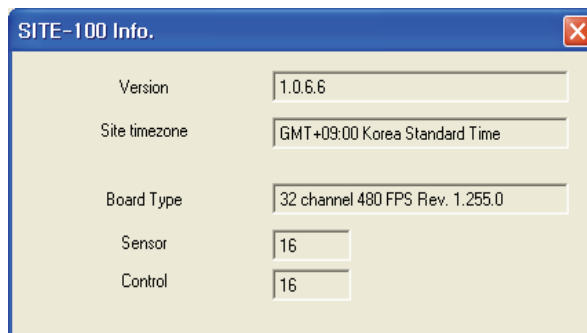 SITE-100 Info.
Version 1.0.6.6
Site timezone GMT+09:00 Korea Standard Time
Board Type 32 channel 480 FPS Rev. 1.255.0
Sensor 16
Control 16